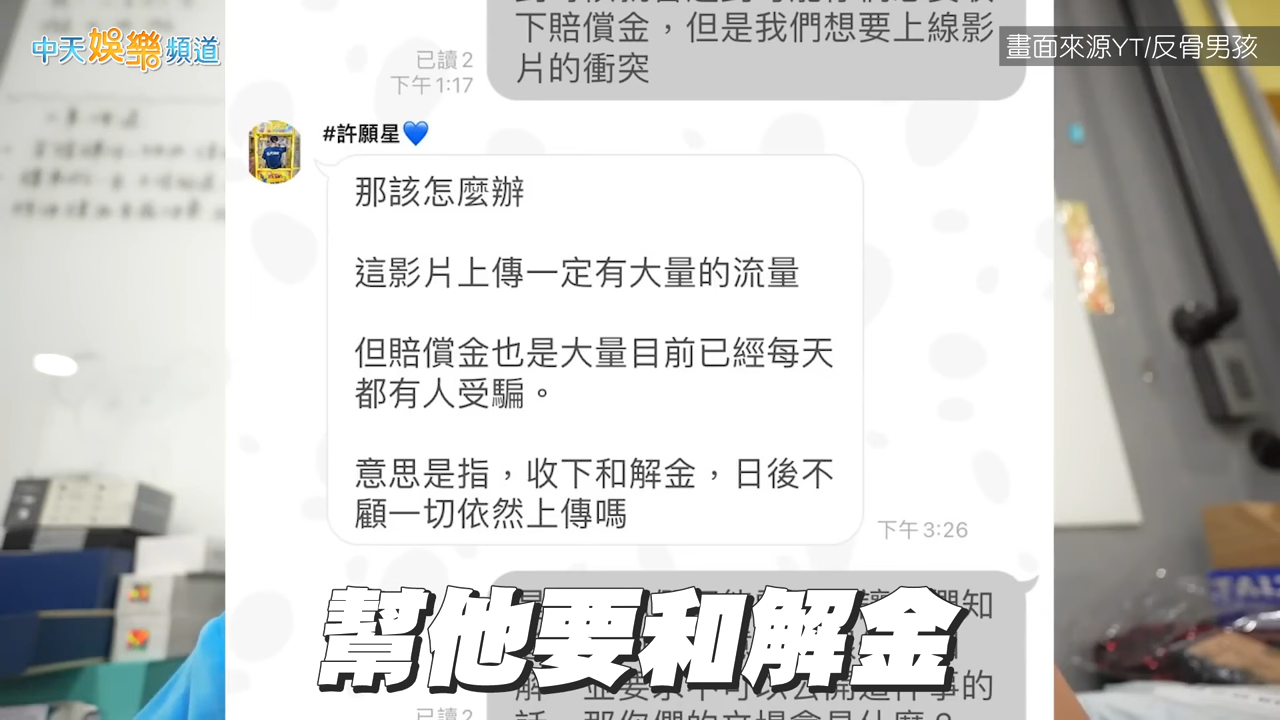 中天娛樂頻道
畫面來源YT/反骨男孩
下賠償金，但是我們想要上線影
片的衝突
已讀2
下午1:17
#許願星💙
那該怎麼辦
這影片上傳一定有大量的流量
但賠償金也是大量目前已經每天
都有人受騙。
意思是指，收下和解金，日後不
顧一切依然上傳嗎
下午3:26
幫他要和解金
已讀2